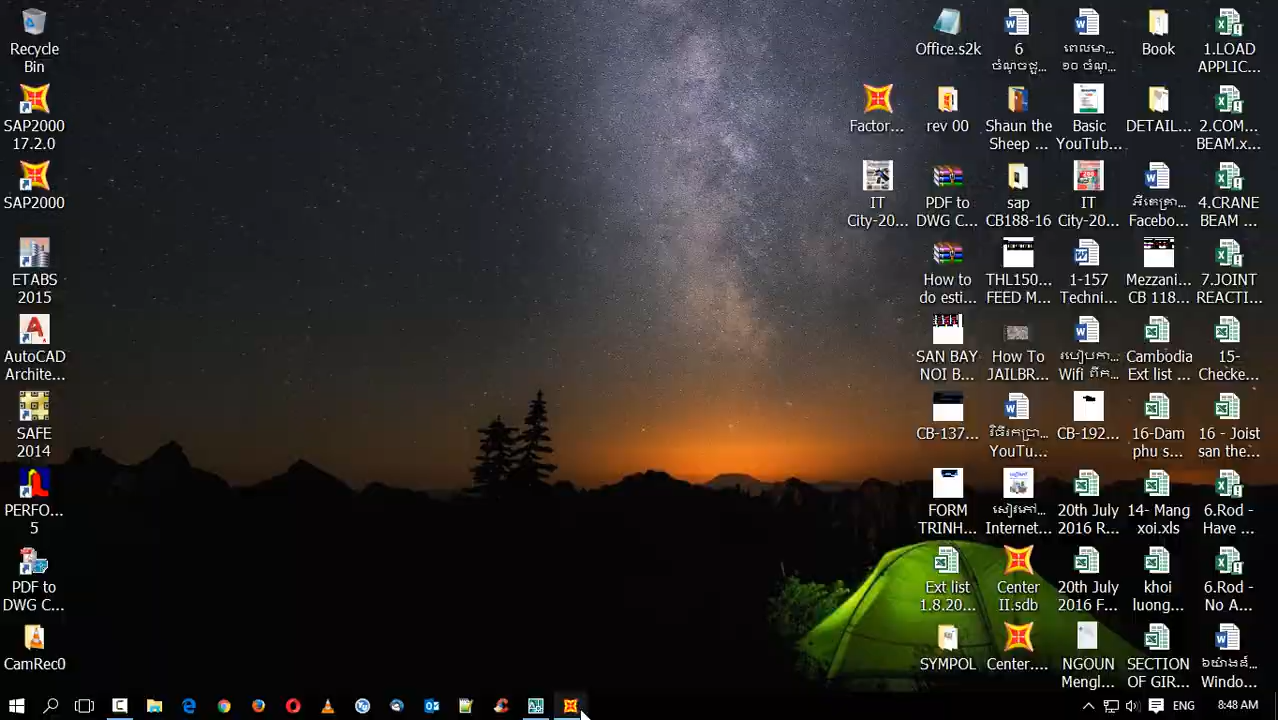 Recycle
Bin
SAP2000
17.2.0
SAP2000
ETABS
2015
AutoCAD
Archite...
SAFE
2014
PERFO...
5
PDF to
DWG C...
CamRec0
Factor...
IT
City-20...
Office.s2k
rev 00
PDF to
DWG C...
How to
do esti...
SAN BAY
NOI B...
CB-137...
FORM
TRINH...
Ext list
1.8.20...
SYMPOL
6
Shaun the
Sheep ...
sap
CB188-16
THL150...
FEED M...
How To
JAILBR...
YouTu...
Internet...
Center
II.sdb
Center....
Basic
YouTub...
IT
City-20...
1-157
Techni...
Wifi
CB-192...
20th July
2016 R...
20th July
2016 F...
NGOUN
Mengl...
Book
DETAIL...
Facebo...
Mezzani...
CB 118...
Cambodia
Ext list ...
16-Dam
phu s...
14- Mang
xoi.xls
khoi
luong...
SECTION
OF GIR...
1.LOAD
APPLIC...
2.COM...
BEAM.x...
4.CRANE
BEAM ...
7.JOINT
REACTI...
15-
Checke...
16 - Joist
san the...
6.Rod -
Have ...
6.Rod -
No A...
Windo...
ENG
8:48 AM